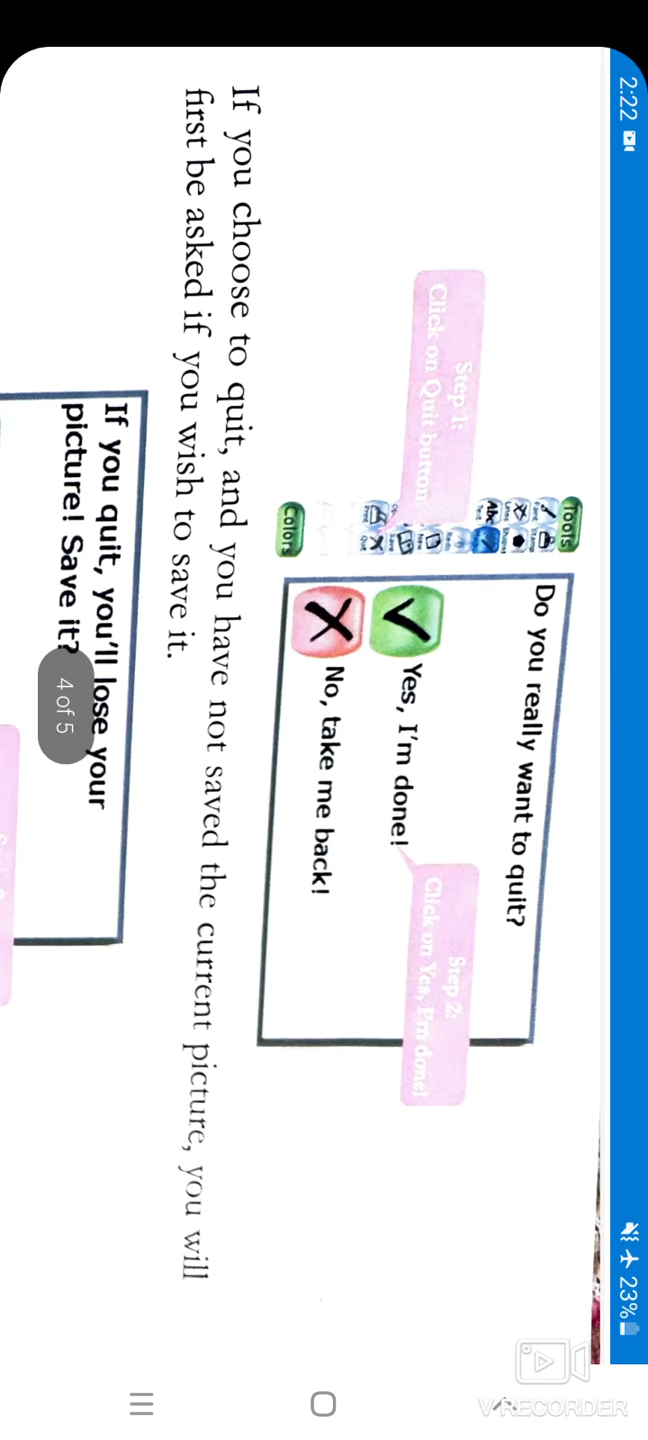 2:22
23%
Tools
Abc
Colors
Step 1:
Click on Quit button
Do you really want to quit?
Yes, I'm done!
No, take me back!
Step 2:
Click on Yes, I'm done!
If you choose to quit, and you have not saved the current picture, you will
first be asked if you wish to save it.
If you quit, you'll lose your
picture! Save it?
4 of 5
V RECORDER